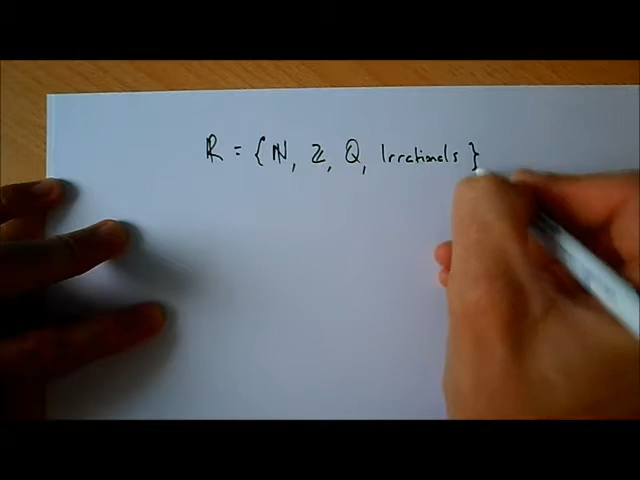 ℝ = {ℕ, ℤ, ℚ, Irrationals}